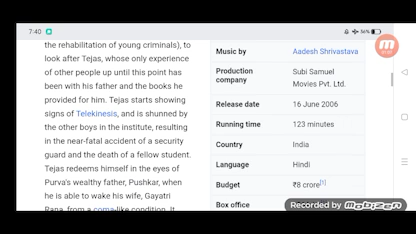 7:40
56%
the rehabilitation of young criminals), to
look after Tejas, whose only experience
of other people up until this point has
been with his father and the books he
provided for him. Tejas starts showing
signs of Telekinesis, and is shunned by
the other boys in the institute, resulting
in the near-fatal accident of a security
guard and the death of a fellow student.
Tejas redeems himself in the eyes of
Purva's wealthy father, Pushkar, when
he is able to wake his wife, Gayatri
Rana, from a coma-like condition. It
Music by Aadesh Shrivastava
Production company Subi Samuel
Movies Pvt. Ltd.
Release date 16 June 2006
Running time 123 minutes
Country India
Language Hindi
Budget ₹8 crore[1]
Box office
Recorded by mobizen